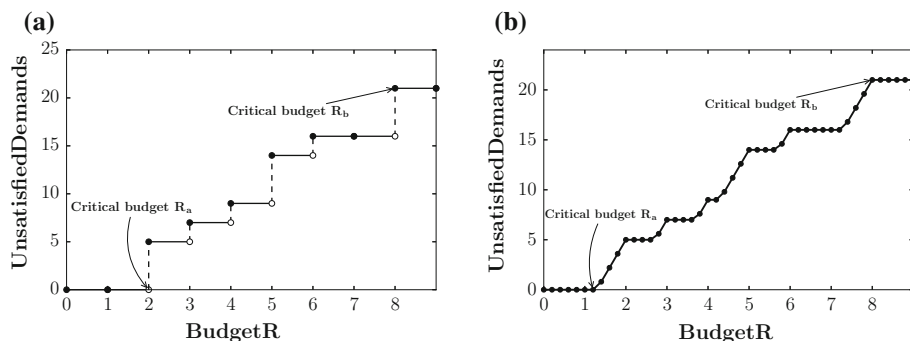 (a)
25
20
15
10
5
0
UnsatisfiedDemands
Critical budget R_b
Critical budget R_a
0 1 2 3 4 5 6 7 8
BudgetR
(b)
20
15
10
5
0
UnsatisfiedDemands
Critical budget R_b
Critical budget R_a
0 1 2 3 4 5 6 7 8
BudgetR